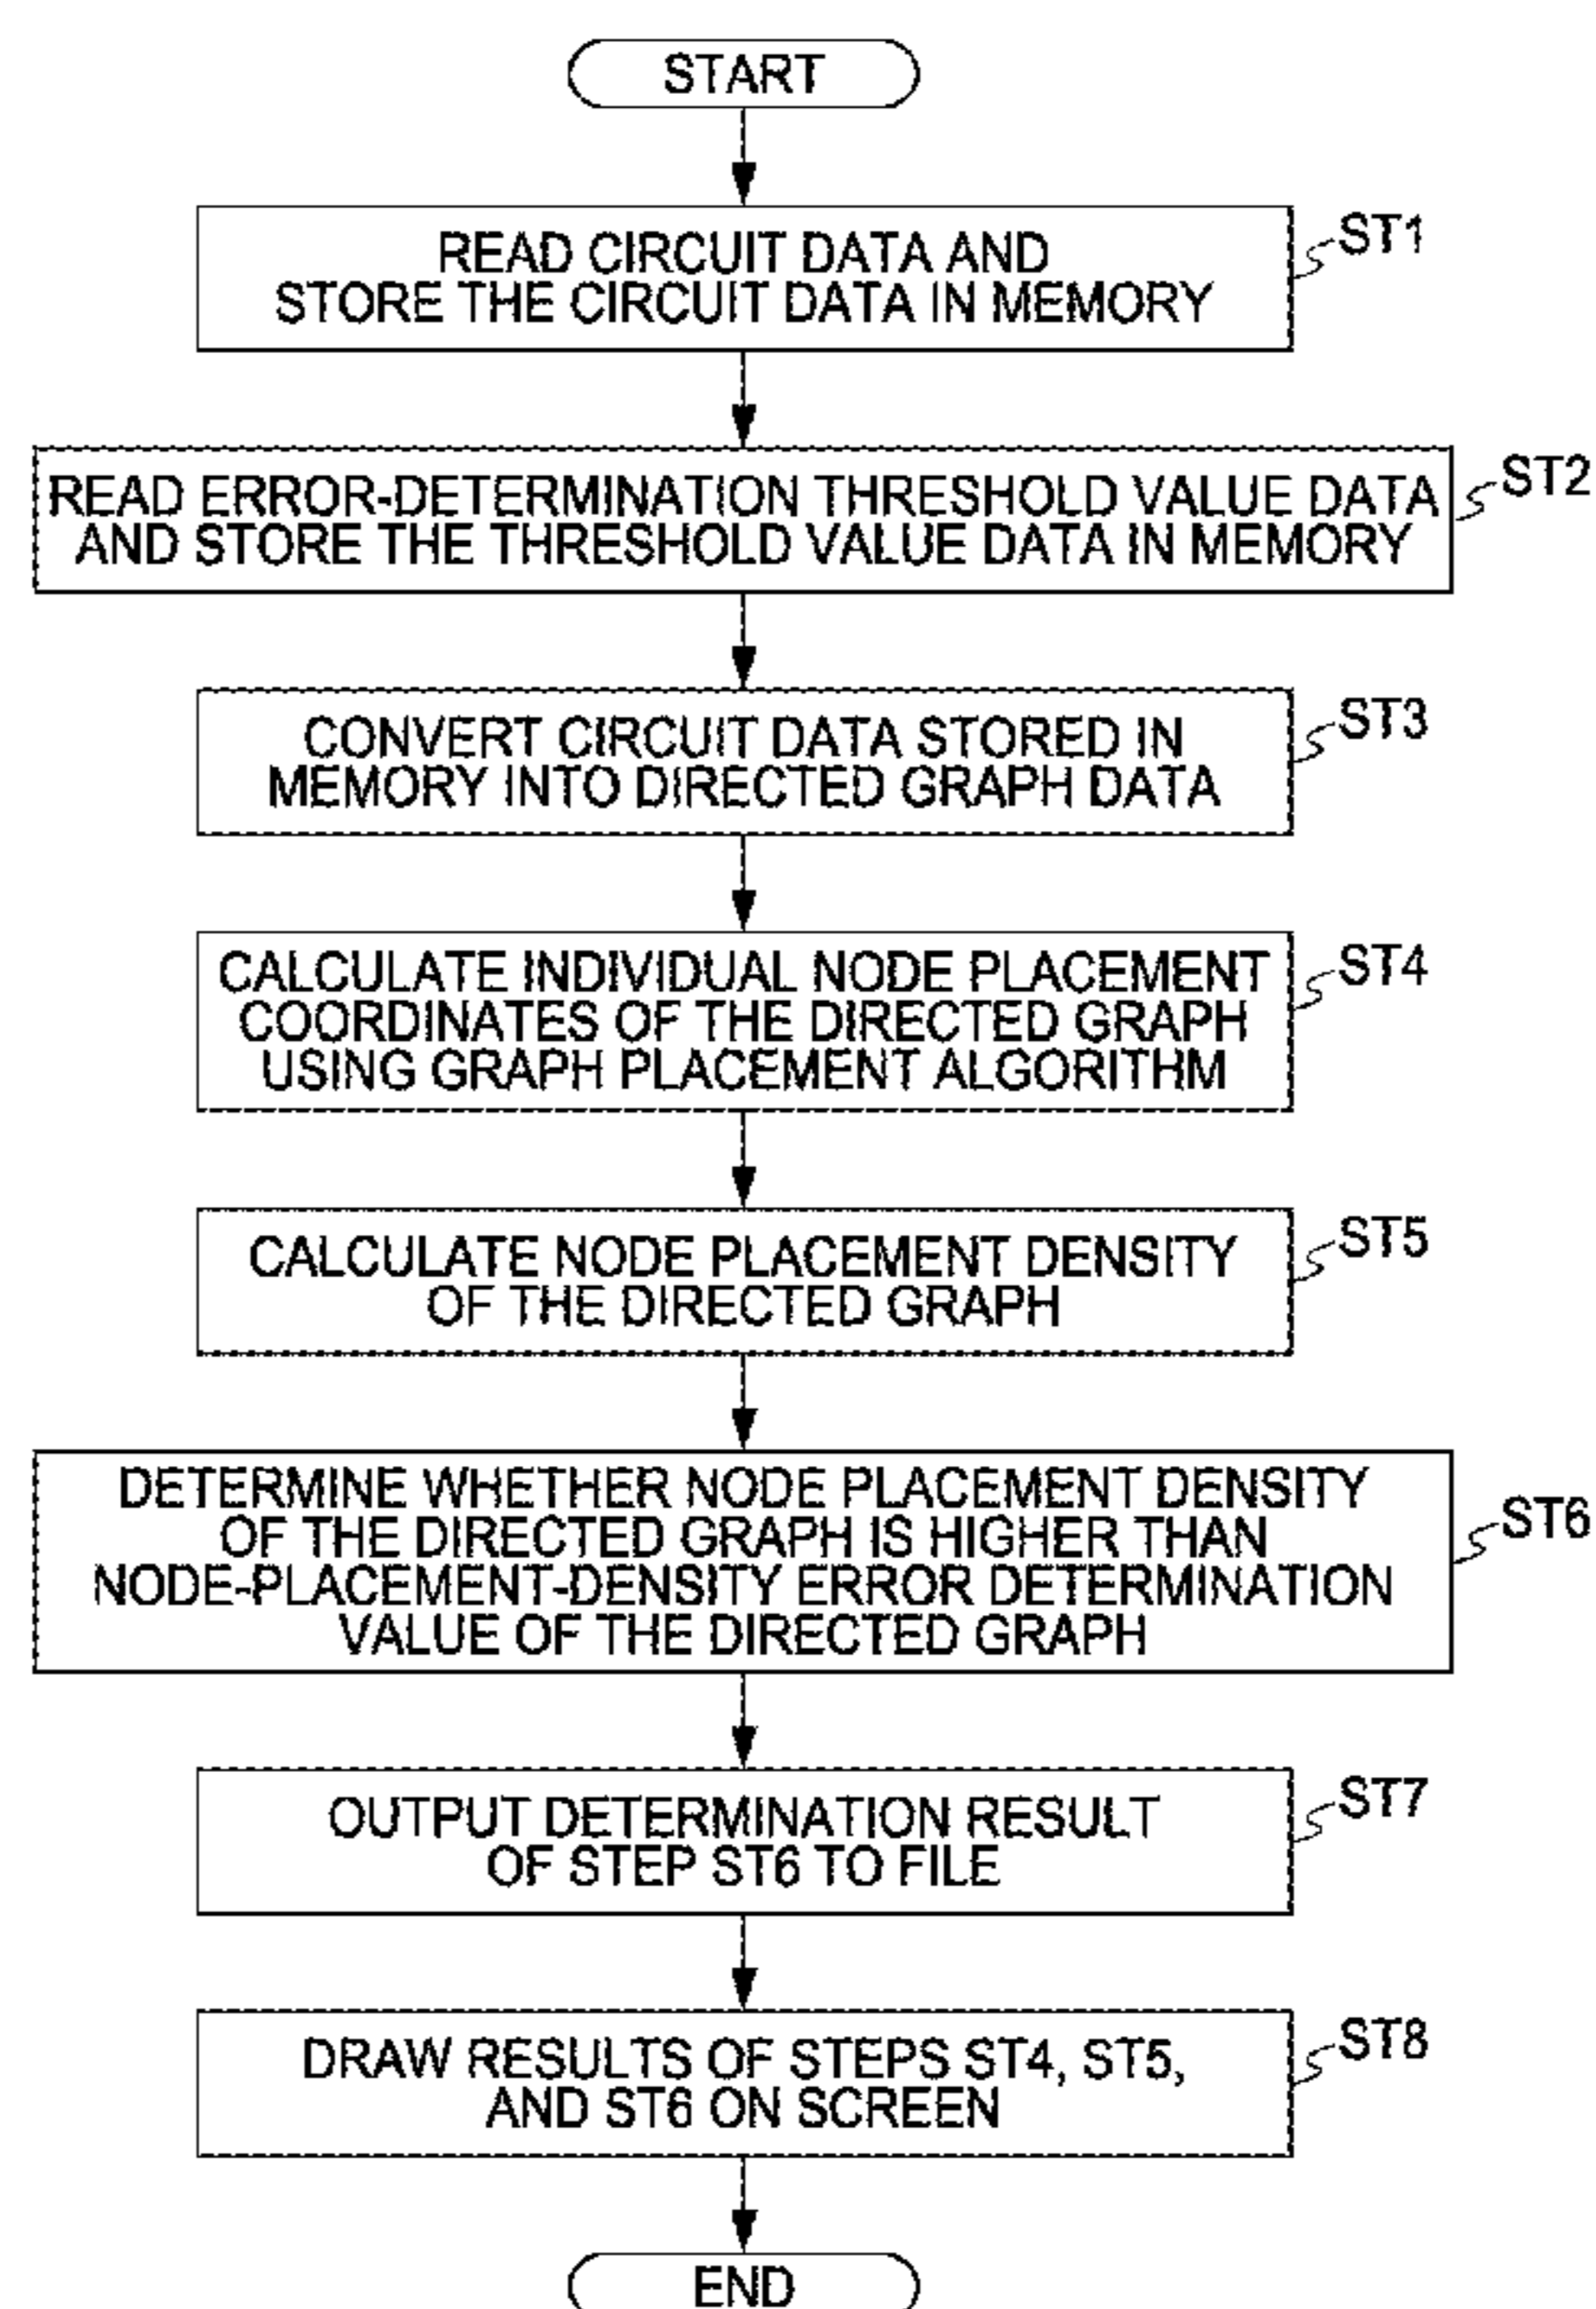 START
READ CIRCUIT DATA AND
STORE THE CIRCUIT DATA IN MEMORY
ST1
READ ERROR-DETERMINATION THRESHOLD VALUE DATA
AND STORE THE THRESHOLD VALUE DATA IN MEMORY
ST2
CONVERT CIRCUIT DATA STORED IN
MEMORY INTO DIRECTED GRAPH DATA
ST3
CALCULATE INDIVIDUAL NODE PLACEMENT
COORDINATES OF THE DIRECTED GRAPH
USING GRAPH PLACEMENT ALGORITHM
ST4
CALCULATE NODE PLACEMENT DENSITY
OF THE DIRECTED GRAPH
ST5
DETERMINE WHETHER NODE PLACEMENT DENSITY
OF THE DIRECTED GRAPH IS HIGHER THAN
NODE-PLACEMENT-DENSITY ERROR DETERMINATION
VALUE OF THE DIRECTED GRAPH
ST6
OUTPUT DETERMINATION RESULT
OF STEP ST6 TO FILE
ST7
DRAW RESULTS OF STEPS ST4, ST5,
AND ST6 ON SCREEN
ST8
END